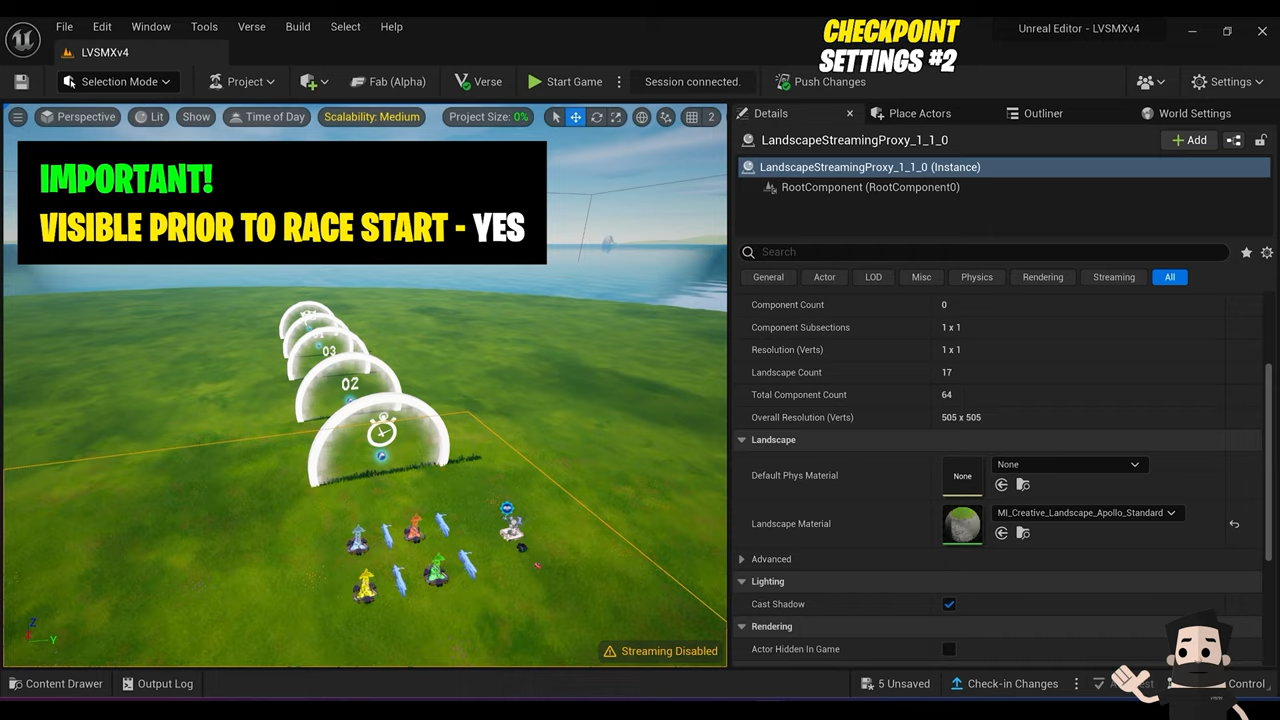 File Edit Window Tools Verse Build Select Help
CHECKPOINT
SETTINGS #2
Unreal Editor - LVSMXv4
LVSMXv4
Selection Mode
Project
Fab (Alpha)
Verse
Start Game
Session connected.
Push Changes
Settings
Perspective
Lit
Show
Time of Day
Scalability: Medium
Project Size: 0%
2
Details
Place Actors
Outliner
World Settings
IMPORTANT!
VISIBLE PRIOR TO RACE START - YES
03
02
Streaming Disabled
Z
Y
LandscapeStreamingProxy_1_1_0
Add
LandscapeStreamingProxy_1_1_0 (Instance)
RootComponent (RootComponent0)
Search
General Actor LOD Misc Physics Rendering Streaming All
Component Count 0
Component Subsections 1 x 1
Resolution (Verts) 1 x 1
Landscape Count 17
Total Component Count 64
Overall Resolution (Verts) 505 x 505
Landscape
Default Phys Material None None
Landscape Material MI_Creative_Landscape_Apollo_Standard
Advanced
Lighting
Cast Shadow
Rendering
Actor Hidden In Game
Content Drawer
Output Log
5 Unsaved
Check-in Changes
Control